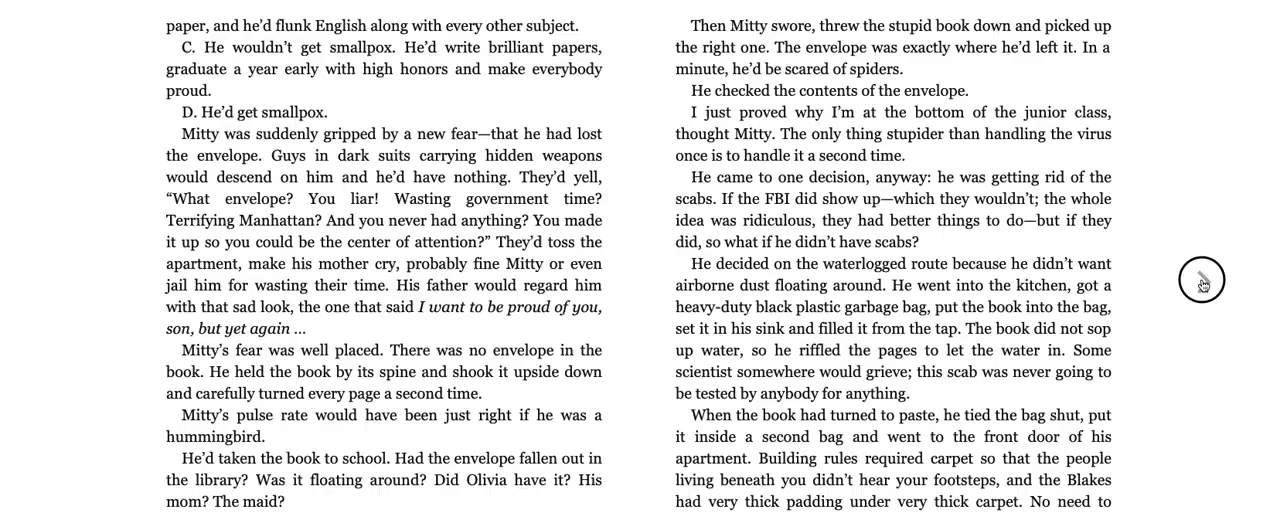 paper, and he’d flunk English along with every other subject.
C. He wouldn’t get smallpox. He’d write brilliant papers,
graduate a year early with high honors and make everybody
proud.
D. He’d get smallpox.
Mitty was suddenly gripped by a new fear—that he had lost
the envelope. Guys in dark suits carrying hidden weapons
would descend on him and he’d have nothing. They’d yell,
“What envelope? You liar! Wasting government time?
Terrifying Manhattan? And you never had anything? You made
it up so you could be the center of attention?” They’d toss the
apartment, make his mother cry, probably fine Mitty or even
jail him for wasting their time. His father would regard him
with that sad look, the one that said I want to be proud of you,
son, but yet again ...
Mitty’s fear was well placed. There was no envelope in the
book. He held the book by its spine and shook it upside down
and carefully turned every page a second time.
Mitty’s pulse rate would have been just right if he was a
hummingbird.
He’d taken the book to school. Had the envelope fallen out in
the library? Was it floating around? Did Olivia have it? His
mom? The maid?
Then Mitty swore, threw the stupid book down and picked up
the right one. The envelope was exactly where he’d left it. In a
minute, he’d be scared of spiders.
He checked the contents of the envelope.
I just proved why I’m at the bottom of the junior class,
thought Mitty. The only thing stupider than handling the virus
once is to handle it a second time.
He came to one decision, anyway: he was getting rid of the
scabs. If the FBI did show up—which they wouldn’t; the whole
idea was ridiculous, they had better things to do—but if they
did, so what if he didn’t have scabs?
He decided on the waterlogged route because he didn’t want
airborne dust floating around. He went into the kitchen, got a
heavy-duty black plastic garbage bag, put the book into the bag,
set it in his sink and filled it from the tap. The book did not sop
up water, so he riffled the pages to let the water in. Some
scientist somewhere would grieve; this scab was never going to
be tested by anybody for anything.
When the book had turned to paste, he tied the bag shut, put
it inside a second bag and went to the front door of his
apartment. Building rules required carpet so that the people
living beneath you didn’t hear your footsteps, and the Blakes
had very thick padding under very thick carpet. No need to